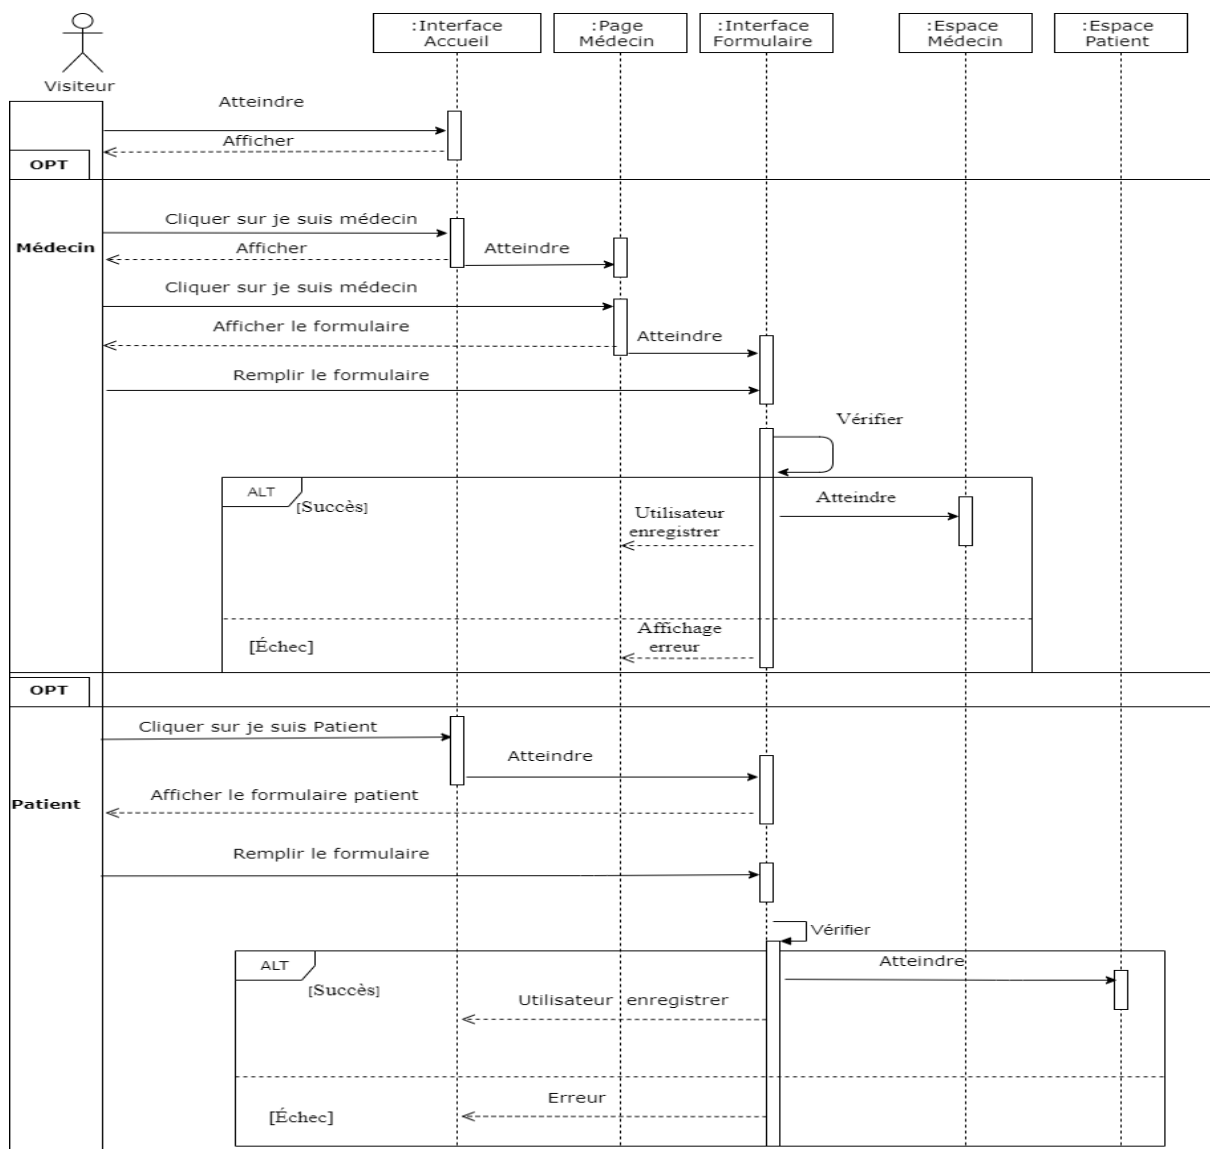 :Interface
Accueil
:Page
Médecin
:Interface
Formulaire
:Espace
Médecin
:Espace
Patient
Visiteur
Atteindre
Afficher
OPT
Cliquer sur je suis médecin
Médecin
Afficher
Atteindre
Cliquer sur je suis médecin
Afficher le formulaire
Atteindre
Remplir le formulaire
Vérifier
ALT
[Succès]
Atteindre
Utilisateur
enregistrer
Affichage
erreur
[Échec]
OPT
Cliquer sur je suis Patient
Atteindre
Patient
Afficher le formulaire patient
Remplir le formulaire
Vérifier
ALT
Atteindre
[Succès]
Utilisateur enregistrer
Erreur
[Échec]